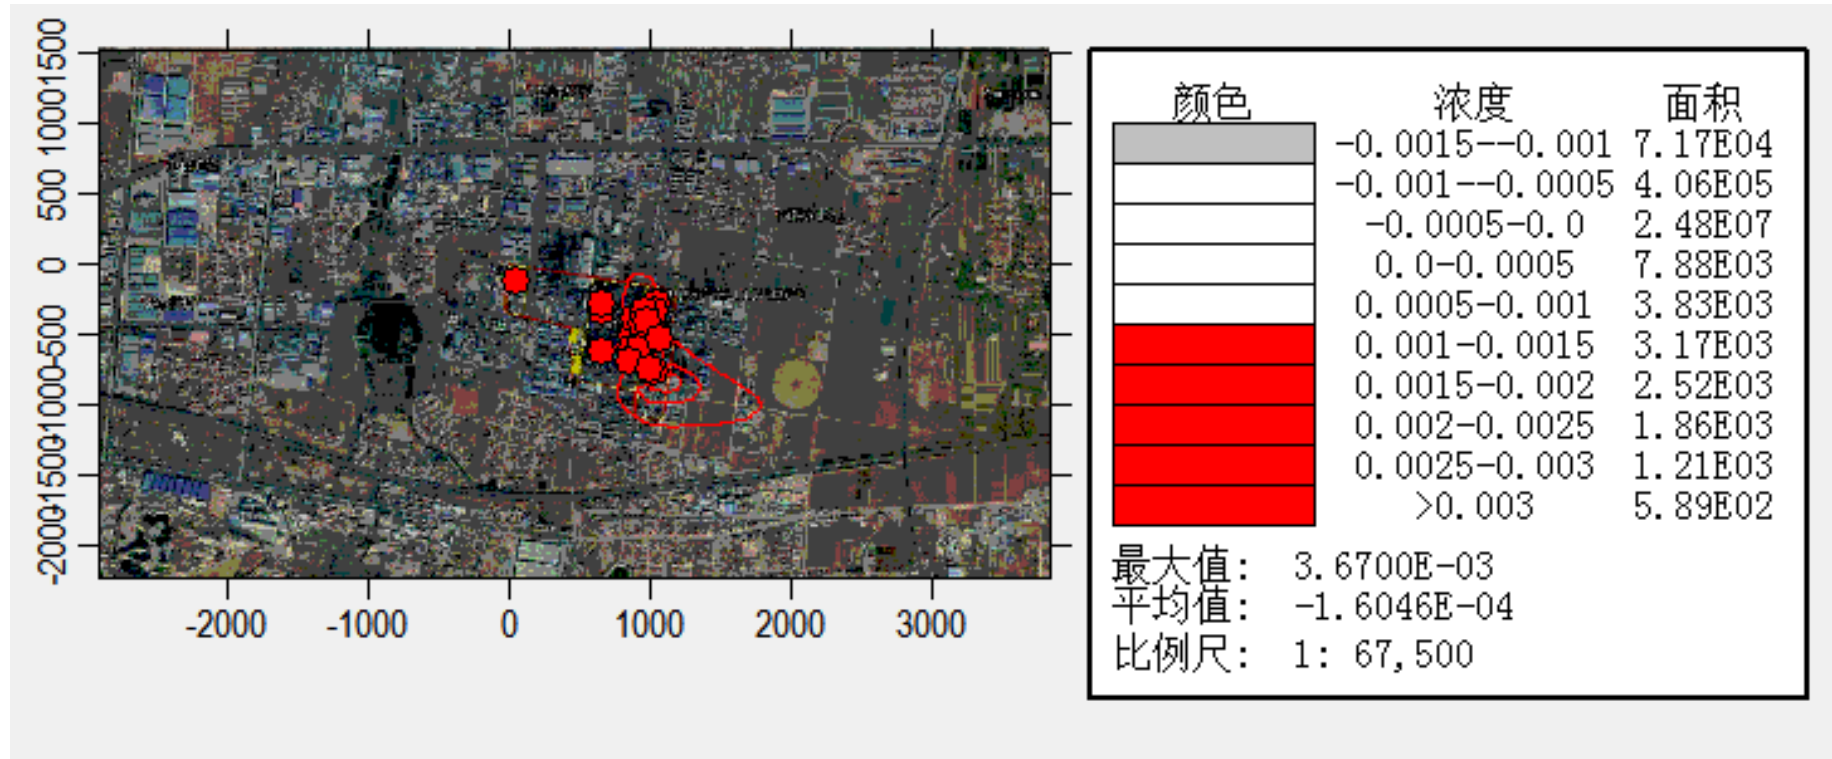 1500
1000
500
0
-500
-1000
-1500
-2000
-2000 -1000 0 1000 2000 3000
颜色 浓度 面积
-0.0015--0.001 7.17E04
-0.001--0.0005 4.06E05
-0.0005-0.0 2.48E07
0.0-0.0005 7.88E03
0.0005-0.001 3.83E03
0.001-0.0015 3.17E03
0.0015-0.002 2.52E03
0.002-0.0025 1.86E03
0.0025-0.003 1.21E03
>0.003 5.89E02
最大值: 3.6700E-03
平均值: -1.6046E-04
比例尺: 1: 67,500